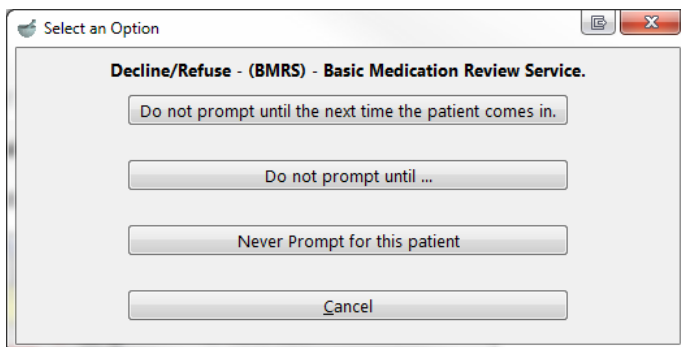 Select an Option
Decline/Refuse - (BMRS) - Basic Medication Review Service.
Do not prompt until the next time the patient comes in.
Do not prompt until ...
Never Prompt for this patient
Cancel